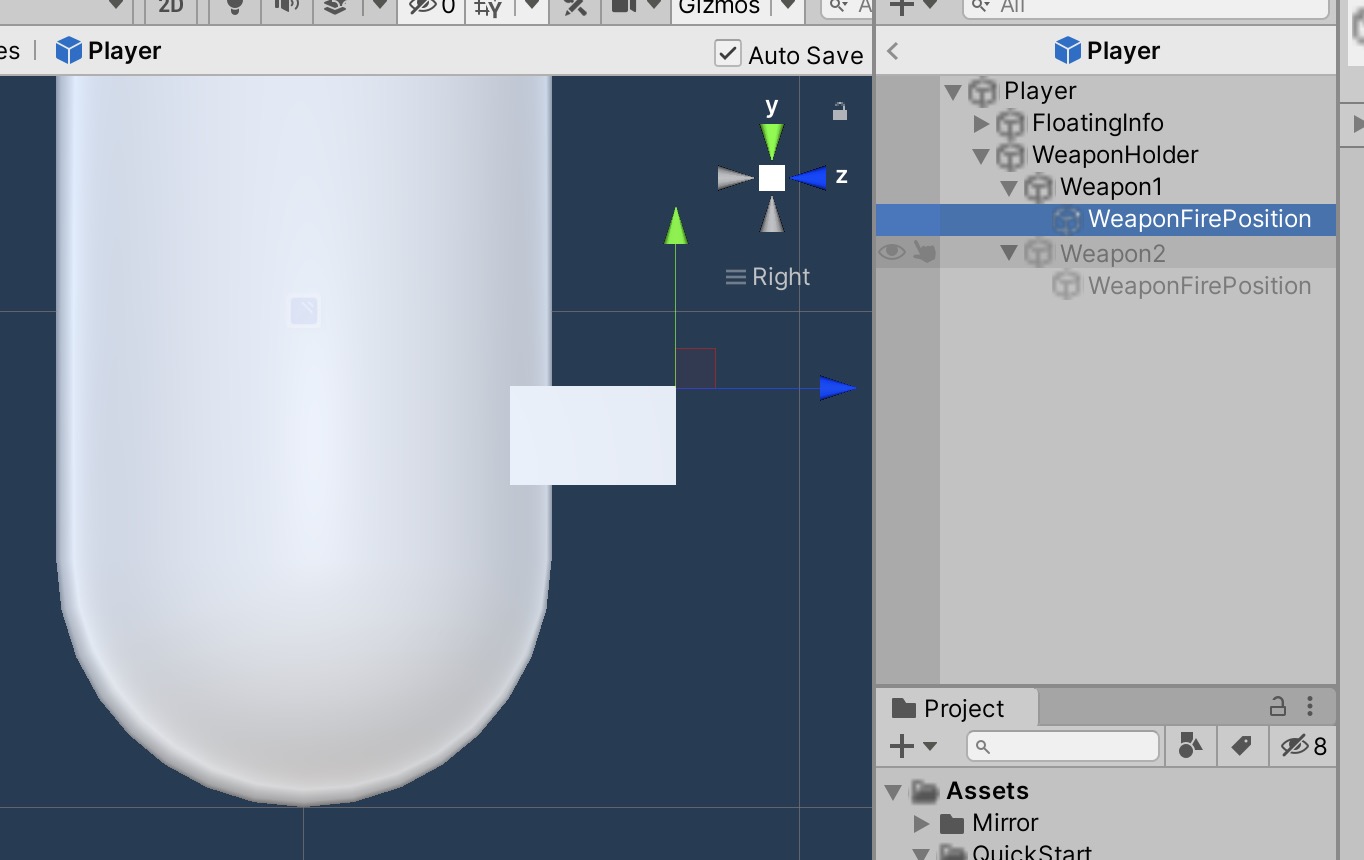 2D
0
Gizmos
All
es
Player
Auto Save
Player
y
z
Right
Player
FloatingInfo
WeaponHolder
Weapon1
WeaponFirePosition
Weapon2
WeaponFirePosition
Project
8
Assets
Mirror
QuickStart